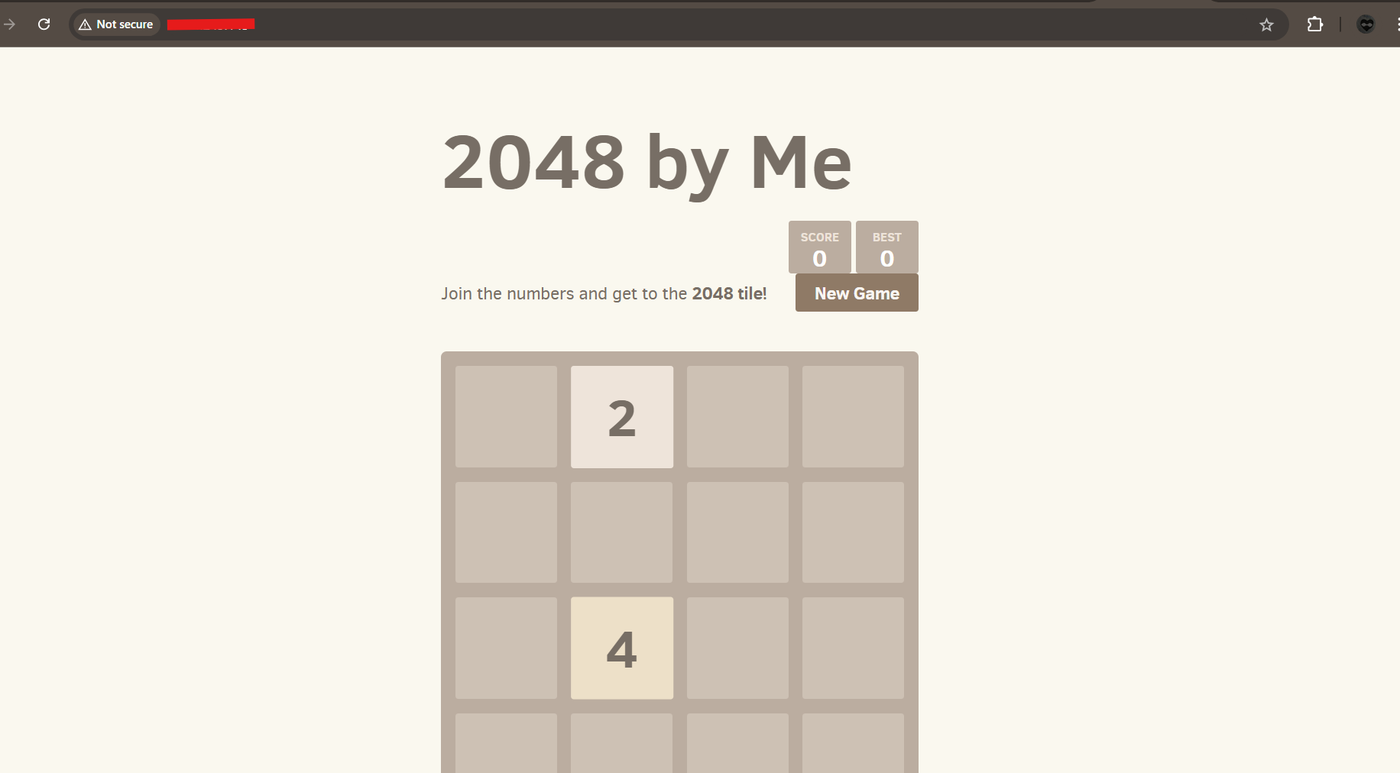 Not secure
2048 by Me
SCORE BEST
0 0
Join the numbers and get to the 2048 tile! New Game
2
4